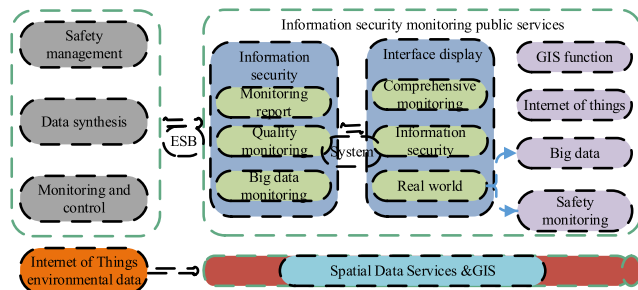 Information security monitoring public services
Safety
management
Data synthesis
Monitoring and
control
ESB
Information
security
Monitoring
report
Quality
monitoring
Big data
monitoring
System
Interface display
Comprehensive
monitoring
Information
security
Real world
GIS function
Internet of things
Big data
Safety
monitoring
Internet of Things
environmental data
Spatial Data Services &GIS